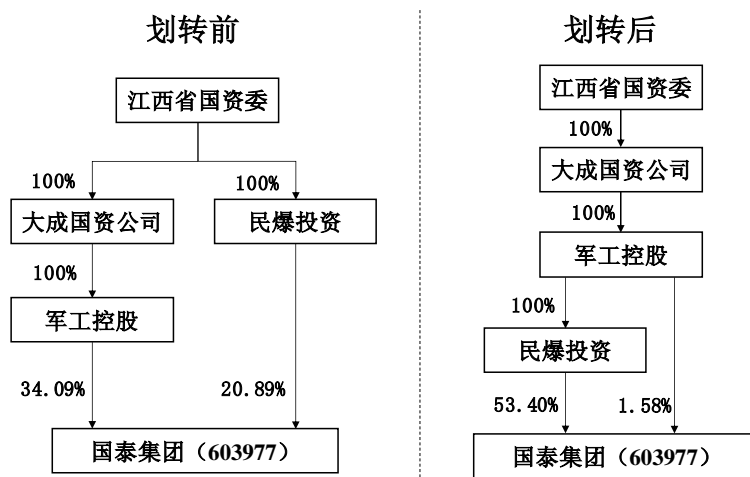 划转前
江西省国资委
100%
100%
大成国资公司
民爆投资
100%
军工控股
34.09%
20.89%
国泰集团（603977）
划转后
江西省国资委
100%
大成国资公司
100%
军工控股
100%
民爆投资
53.40%
1.58%
国泰集团（603977）